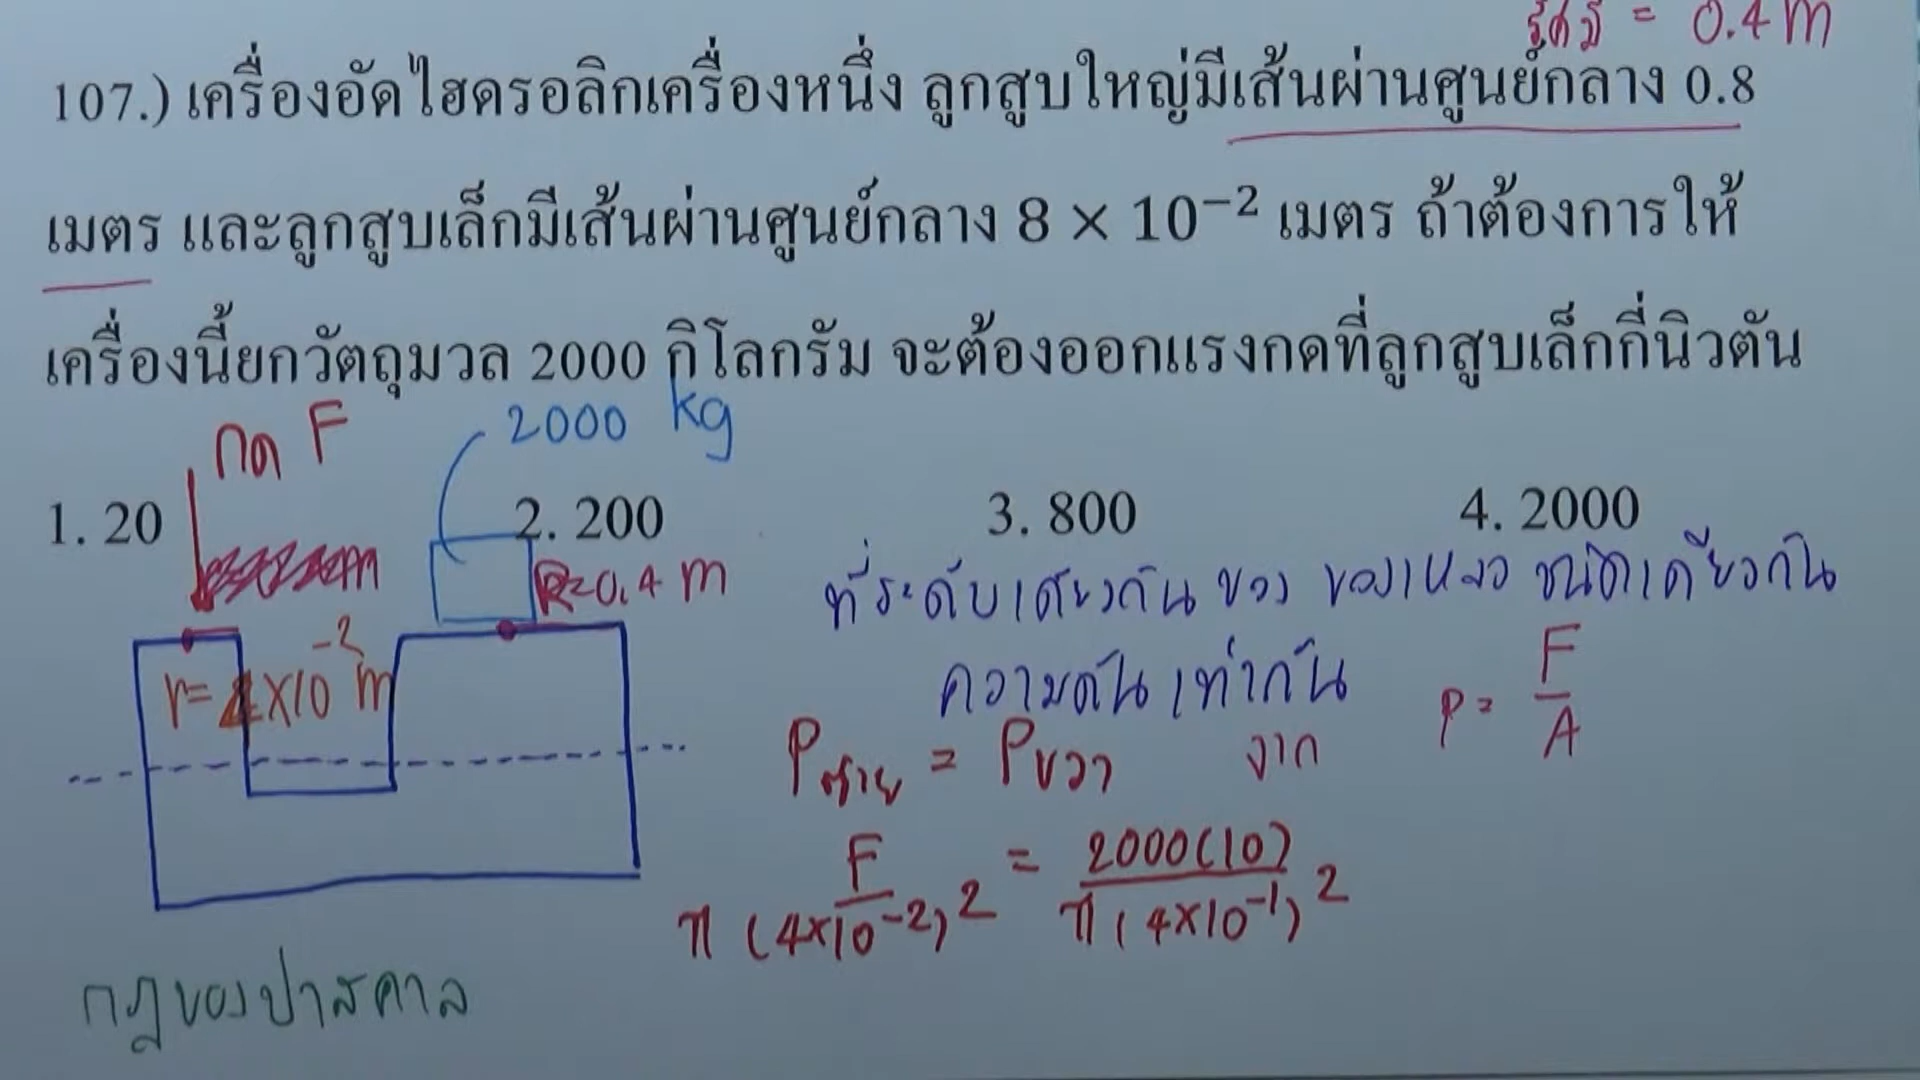 รัศมี = 0.4 m
107.) เครื่องอัดไฮดรอลิกเครื่องหนึ่ง ลูกสูบใหญ่มีเส้นผ่านศูนย์กลาง 0.8
เมตร และลูกสูบเล็กมีเส้นผ่านศูนย์กลาง 8 × 10⁻² เมตร ถ้าต้องการให้
เครื่องนี้ยกวัตถุมวล 2000 กิโลกรัม จะต้องออกแรงกดที่ลูกสูบเล็กกี่นิวตัน
กด F
2000 kg
1. 20 2. 200 3. 800 4. 2000
R=0.4 m
r=4×10⁻² m
ที่ระดับเดียวกันของ ของเหลว ชนิดเดียวกัน
ความดันเท่ากัน
P ซ้าย = P ขวา จาก P = F/A
F/π(4×10⁻²)² = 2000(10)/π(4×10⁻¹)²
กฎของปาสคาล